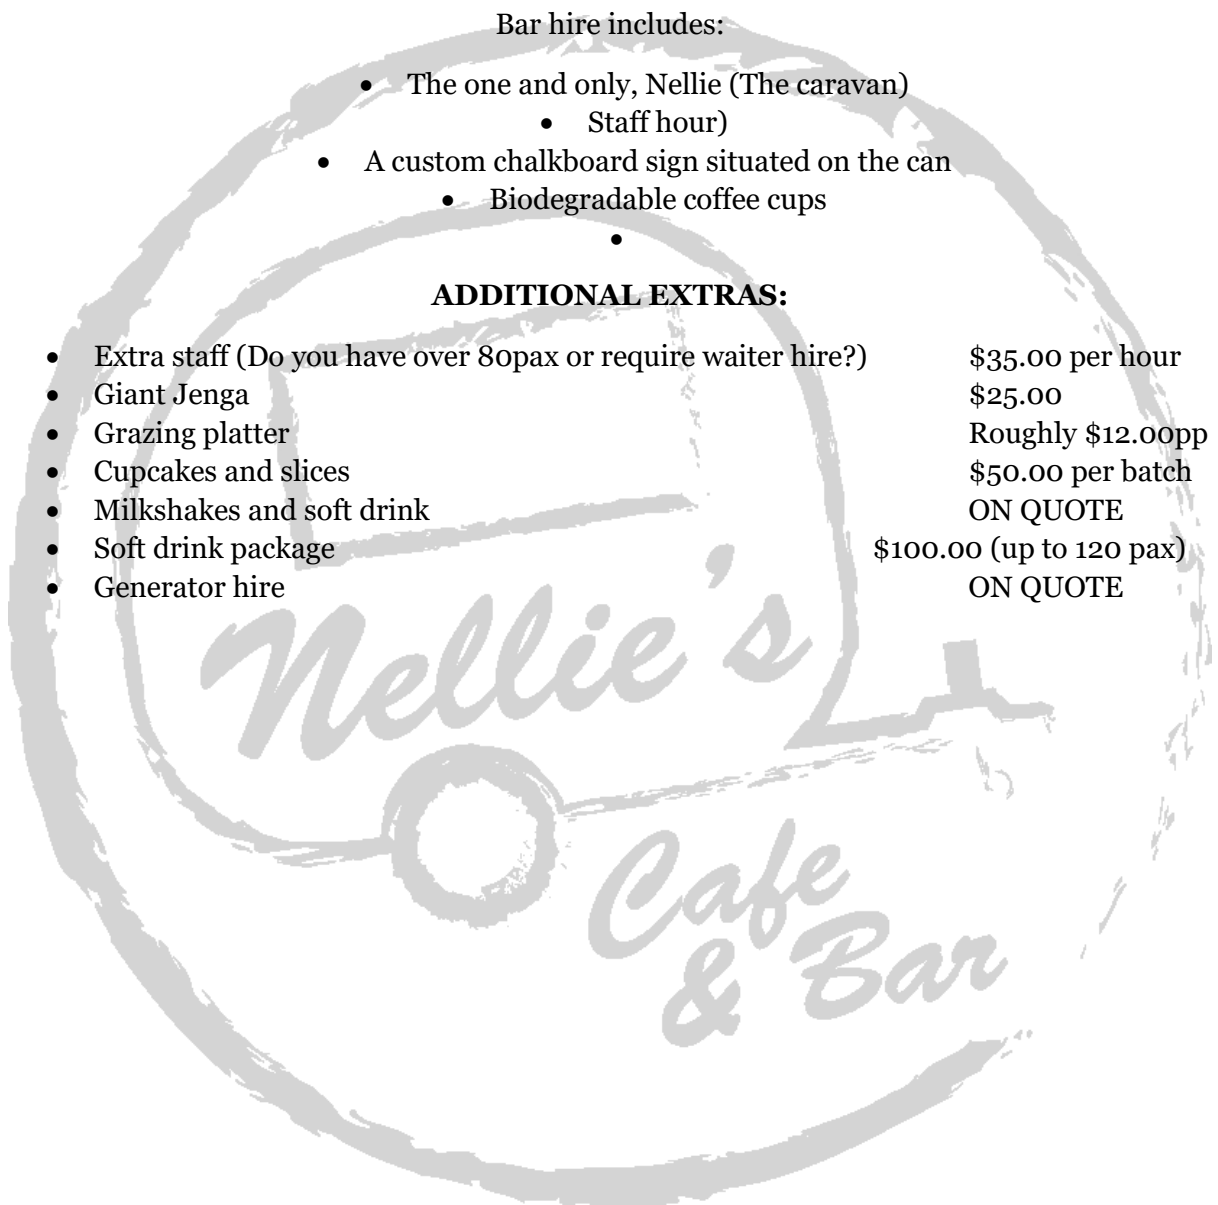 Bar hire includes:
• The one and only, Nellie (The caravan)
• Staff hour)
• A custom chalkboard sign situated on the can
• Biodegradable coffee cups
•
ADDITIONAL EXTRAS:
• Extra staff (Do you have over 80pax or require waiter hire?) $35.00 per hour
• Giant Jenga $25.00
• Grazing platter Roughly $12.00pp
• Cupcakes and slices $50.00 per batch
• Milkshakes and soft drink ON QUOTE
• Soft drink package $100.00 (up to 120 pax)
• Generator hire ON QUOTE
Nellie's
Cafe
& Bar